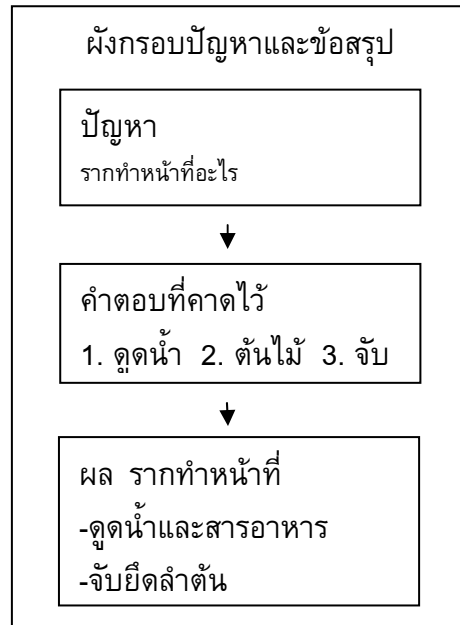 ผังกรอบปัญหาและข้อสรุป
ปัญหา
รากทำหน้าที่อะไร
คำตอบที่คาดไว้
1. ดูดน้ำ 2. ต้นไม้ 3. จับ
ผล รากทำหน้าที่
-ดูดน้ำและสารอาหาร
-จับยึดลำต้น